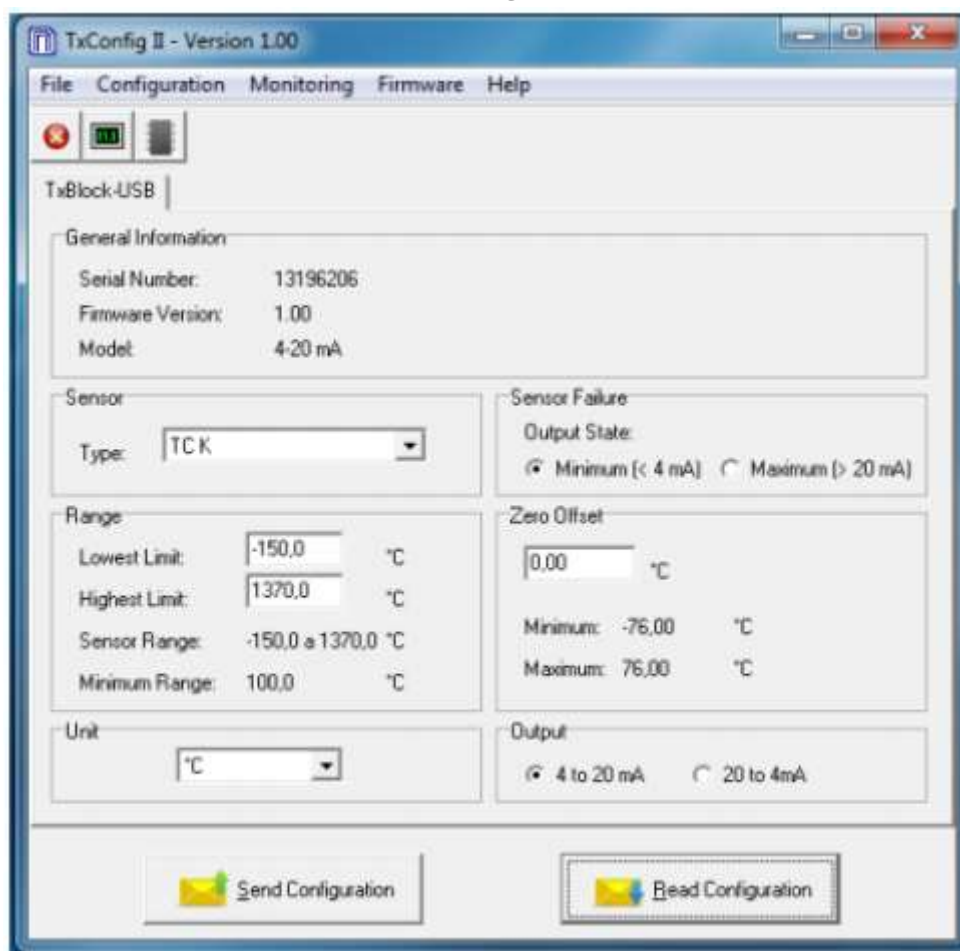 TxConfig II - Version 1.00
File Configuration Monitoring Firmware Help
TxBlock-USB
General Information
Serial Number: 13196206
Firmware Version: 1.00
Model: 4-20 mA
Sensor
Type: TC K
Sensor Failure
Output State:
Minimum (< 4 mA) Maximum (> 20 mA)
Range
Lowest Limit: -150,0 °C
Highest Limit: 1370,0 °C
Sensor Range: -150,0 a 1370,0 °C
Minimum Range: 100,0 °C
Zero Offset
0,00 °C
Minimum: -76,00 °C
Maximum: 76,00 °C
Unit
°C
Output
4 to 20 mA 20 to 4mA
Send Configuration
Read Configuration